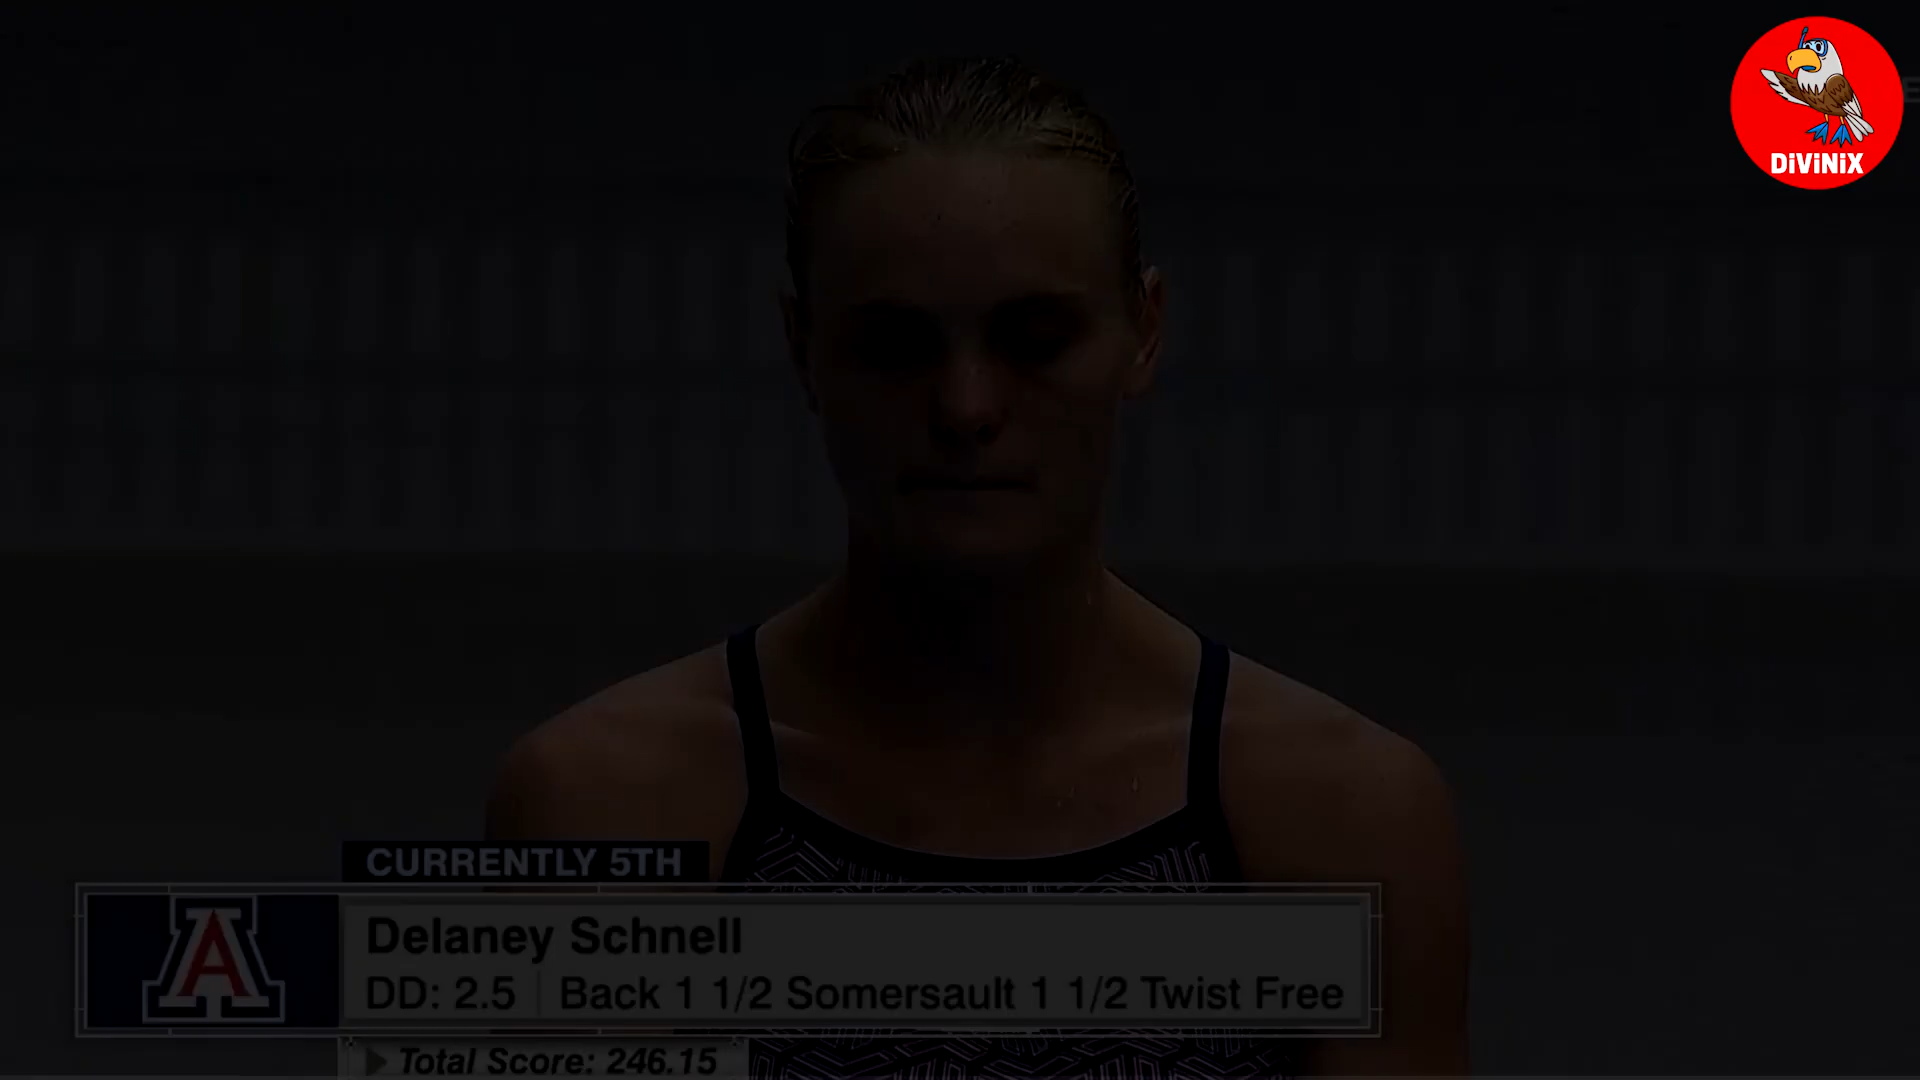 DiViNiX
CURRENTLY 5TH
A
Delaney Schnell
DD: 2.5 | Back 1 1/2 Somersault 1 1/2 Twist Free
Total Score: 246.15